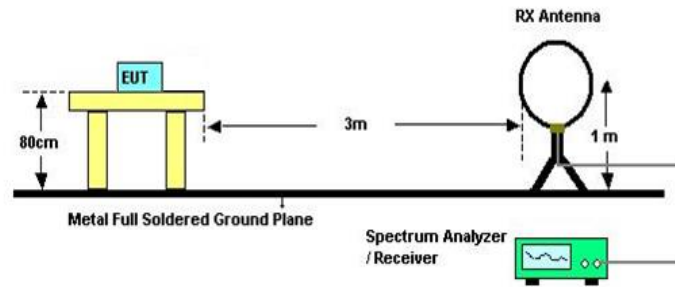 RX Antenna
EUT
80cm
3m
1 m
Metal Full Soldered Ground Plane
Spectrum Analyzer
/ Receiver